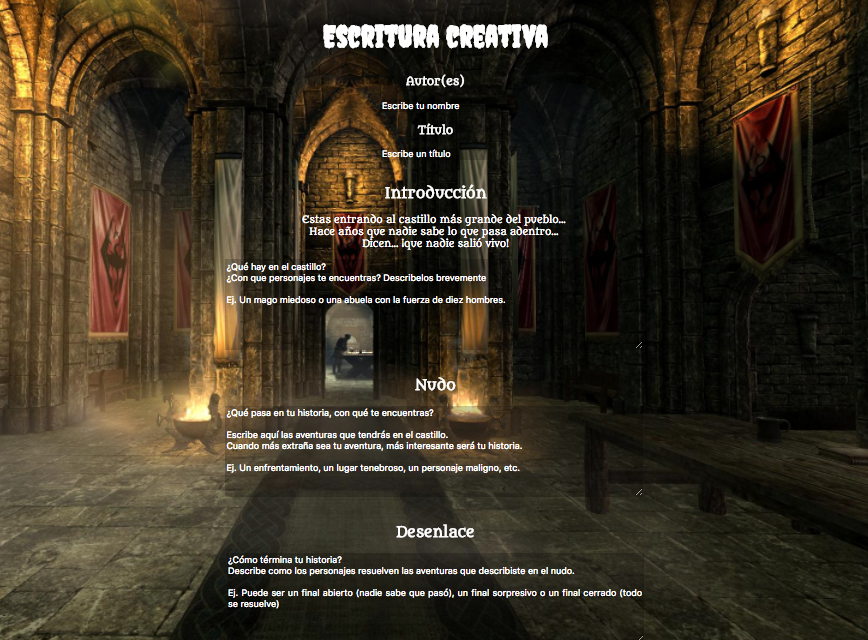 ESCRITURA CREATIVA
Autor(es)
Escribe tu nombre
Título
Escribe un título
Introducción
Estas entrando al castillo más grande del pueblo...
Hace años que nadie sabe lo que pasa adentro...
Dicen... ¡que nadie salió vivo!
¿Qué hay en el castillo?
¿Con que personajes te encuentras? Describelos brevemente
Ej. Un mago miedoso o una abuela con la fuerza de diez hombres.
Nudo
¿Qué pasa en tu historia, con qué te encuentras?
Escribe aquí las aventuras que tendrás en el castillo.
Cuando más extraña sea tu aventura, más interesante será tu historia.
Ej. Un enfrentamiento, un lugar tenebroso, un personaje maligno, etc.
Desenlace
¿Cómo términa tu historia?
Describe como los personajes resuelven las aventuras que describiste en el nudo.
Ej. Puede ser un final abierto (nadie sabe que pasó), un final sorpresivo o un final cerrado (todo
se resuelve)